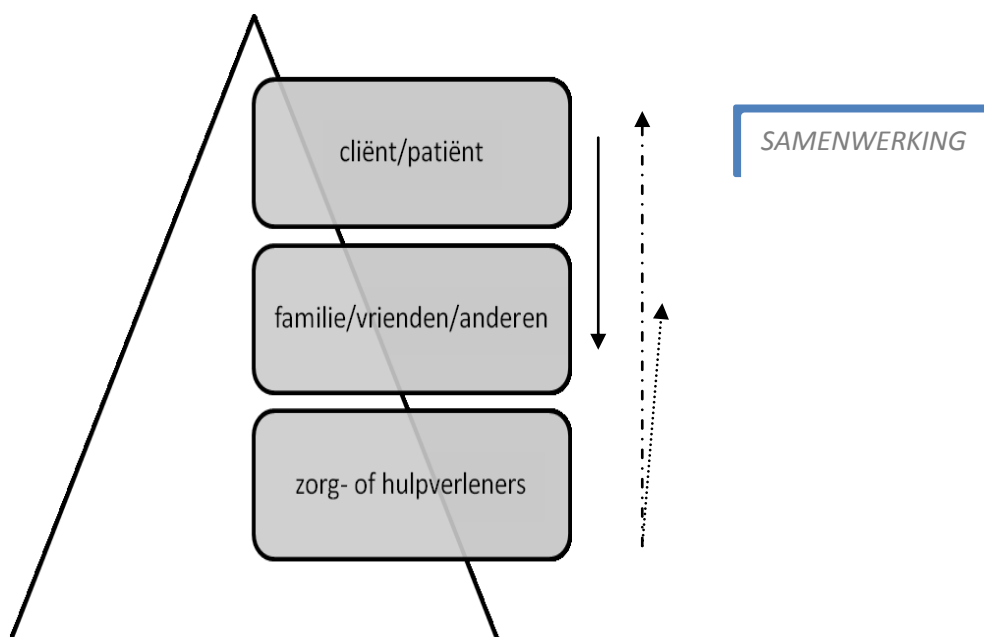 cliënt/patiënt
SAMENWERKING
familie/vrienden/anderen
zorg- of hulpverleners